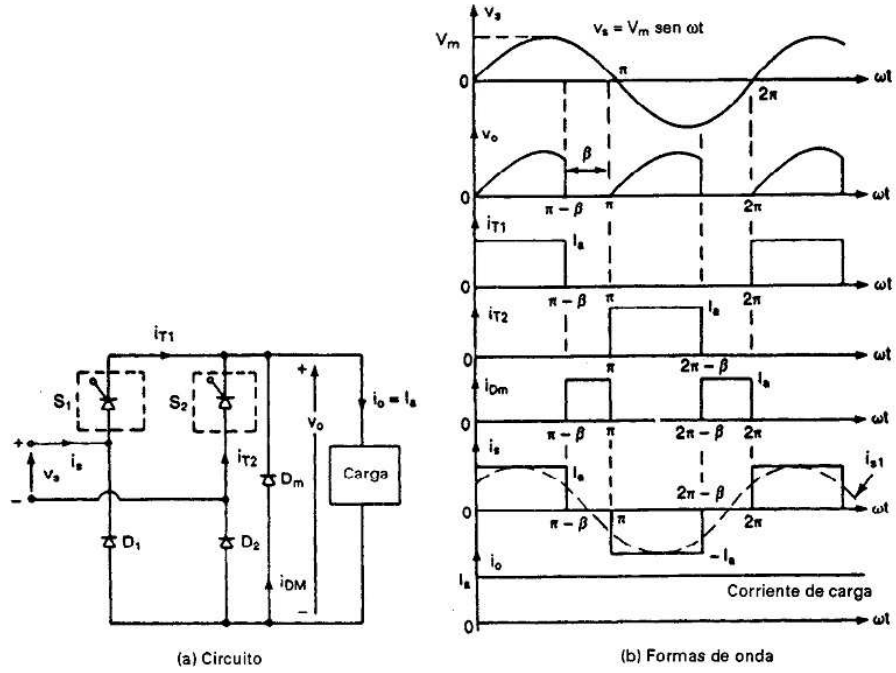 v_s
V_m
v_s = V_m sen ωt
0
π
2π
ωt
v_o
β
0
π – β
π
2π
ωt
i_T1
I_a
0
π – β
π
2π
ωt
i_T2
I_a
0
π
2π – β
ωt
i_Dm
I_a
0
π – β
π
2π – β
2π
ωt
i_s
I_a
2π – β
i_s1
0
π – β
π
2π
ωt
– I_a
i_o
I_a
Corriente de carga
0
ωt
(b) Formas de onda
i_T1
S_1
S_2
+
i_o = I_a
+
i_s
v_s
i_T2
v_o
D_m
Carga
–
D_1
D_2
i_DM
–
(a) Circuito